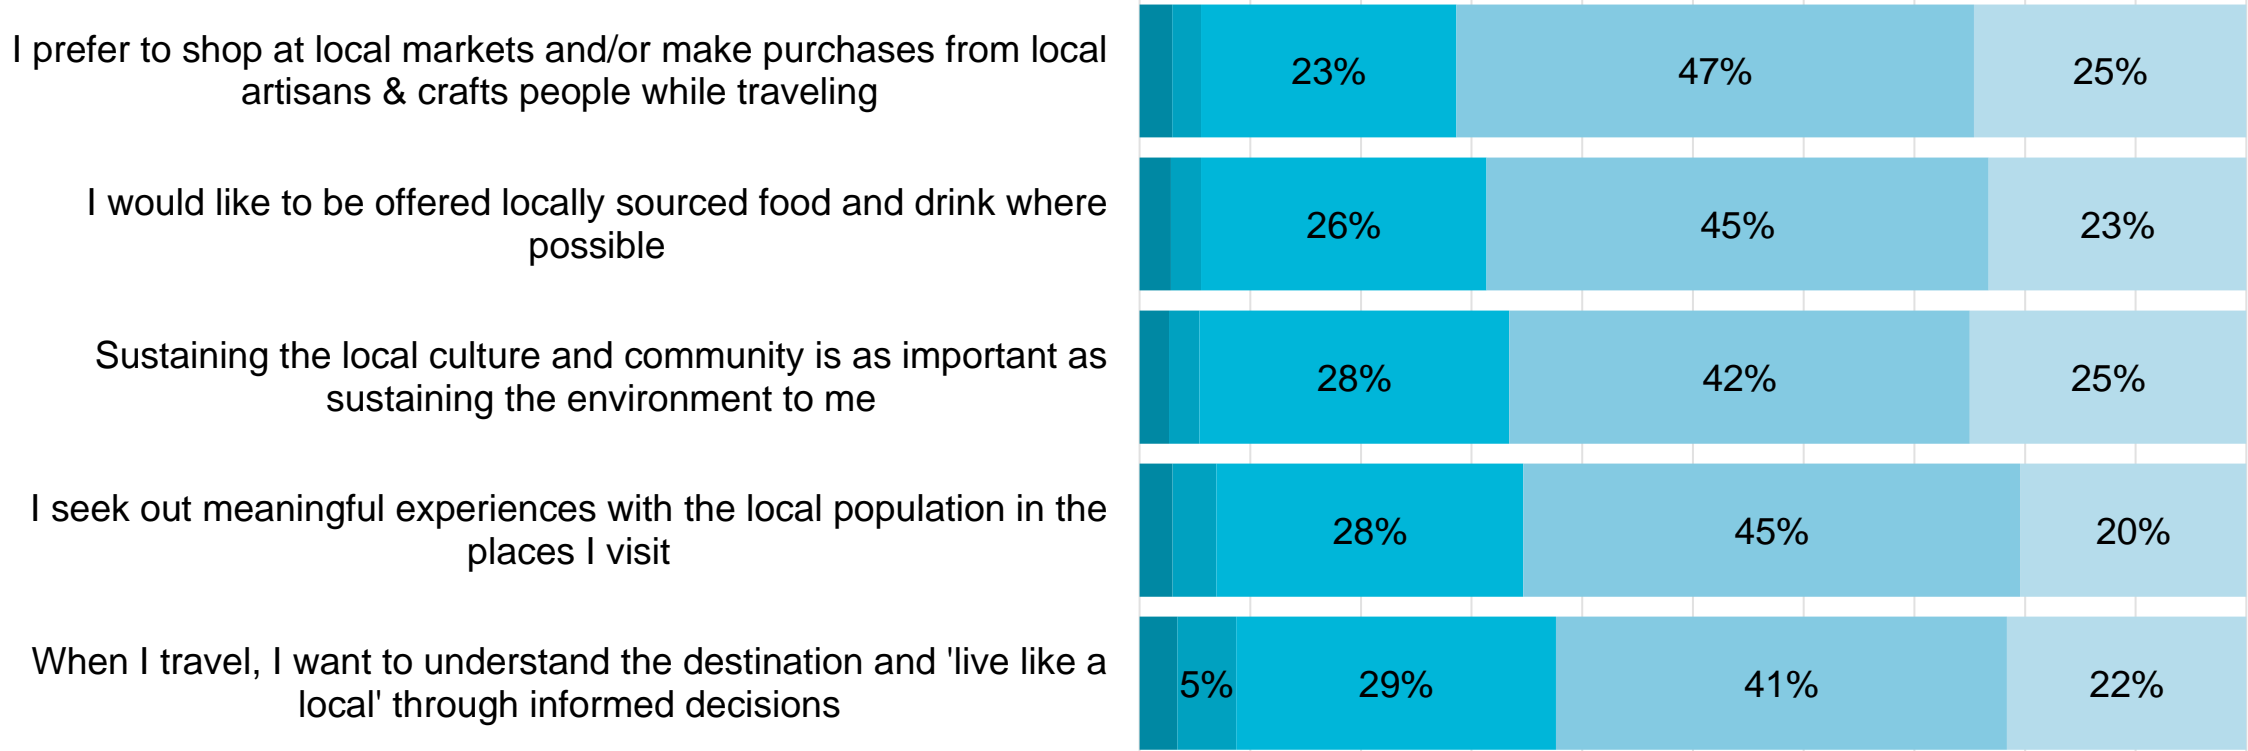 I prefer to shop at local markets and/or make purchases from local
artisans & crafts people while traveling
23% 47% 25%
I would like to be offered locally sourced food and drink where
possible
26% 45% 23%
Sustaining the local culture and community is as important as
sustaining the environment to me
28% 42% 25%
I seek out meaningful experiences with the local population in the
places I visit
28% 45% 20%
When I travel, I want to understand the destination and 'live like a
local' through informed decisions
5% 29% 41% 22%